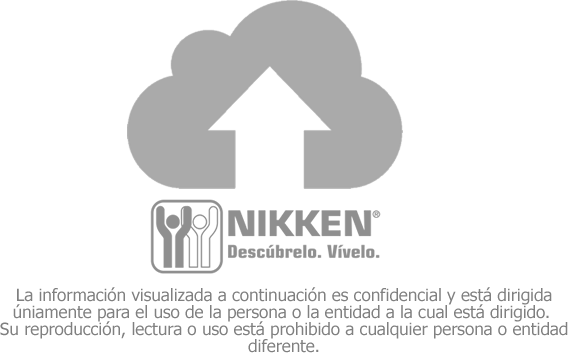 NIKKEN®
Descúbrelo. Vívelo.
La información visualizada a continuación es confidencial y está dirigida
úniamente para el uso de la persona o la entidad a la cual está dirigido.
Su reproducción, lectura o uso está prohibido a cualquier persona o entidad
diferente.